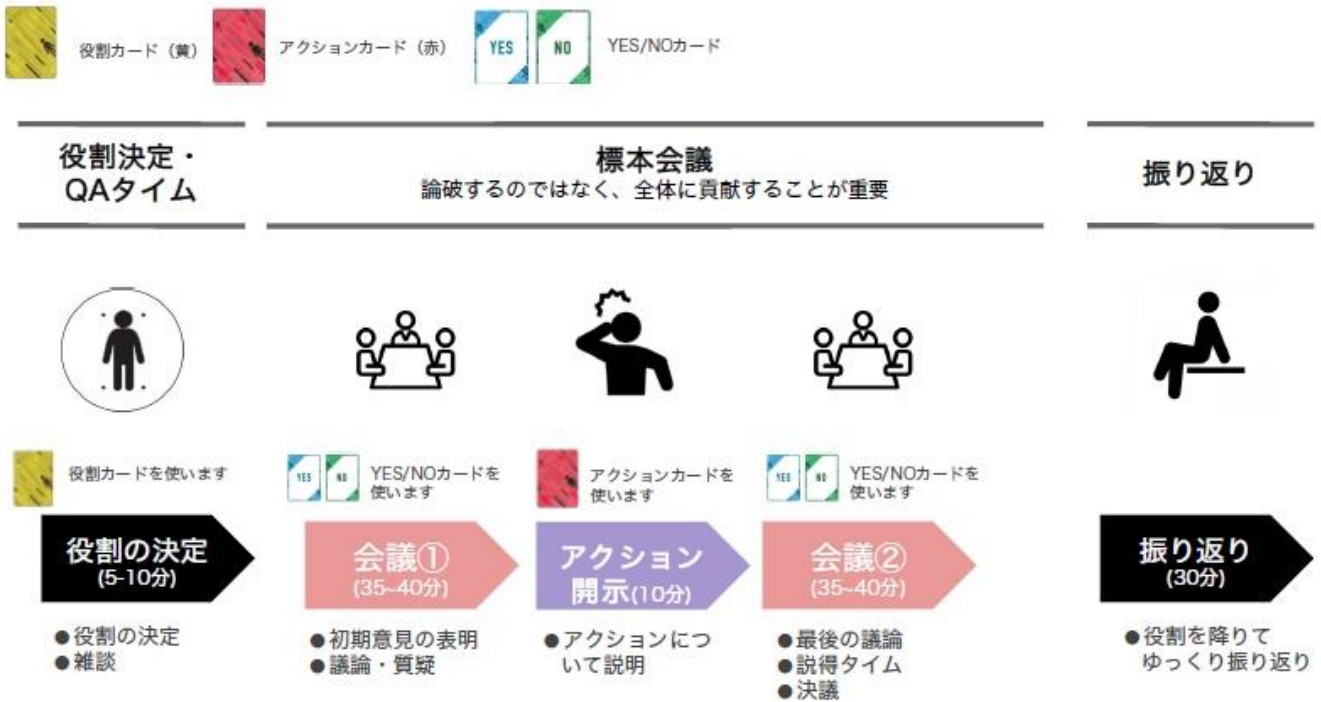 役割カード（黄）
アクションカード（赤）
YES
NO
YES/NOカード
役割決定・
QAタイム
標本会議
論破するのではなく、全体に貢献することが重要
振り返り
役割カードを使います
YES
NO
YES/NOカードを
使います
アクションカードを
使います
YES
NO
YES/NOカードを
使います
役割の決定
(5-10分)
会議①
(35~40分)
アクション
開示(10分)
会議②
(35~40分)
振り返り
(30分)
●役割の決定
●雑談
●初期意見の表明
●議論・質疑
●アクションにつ
いて説明
●最後の議論
●説得タイム
●決議
●役割を降りて
ゆっくり振り返り